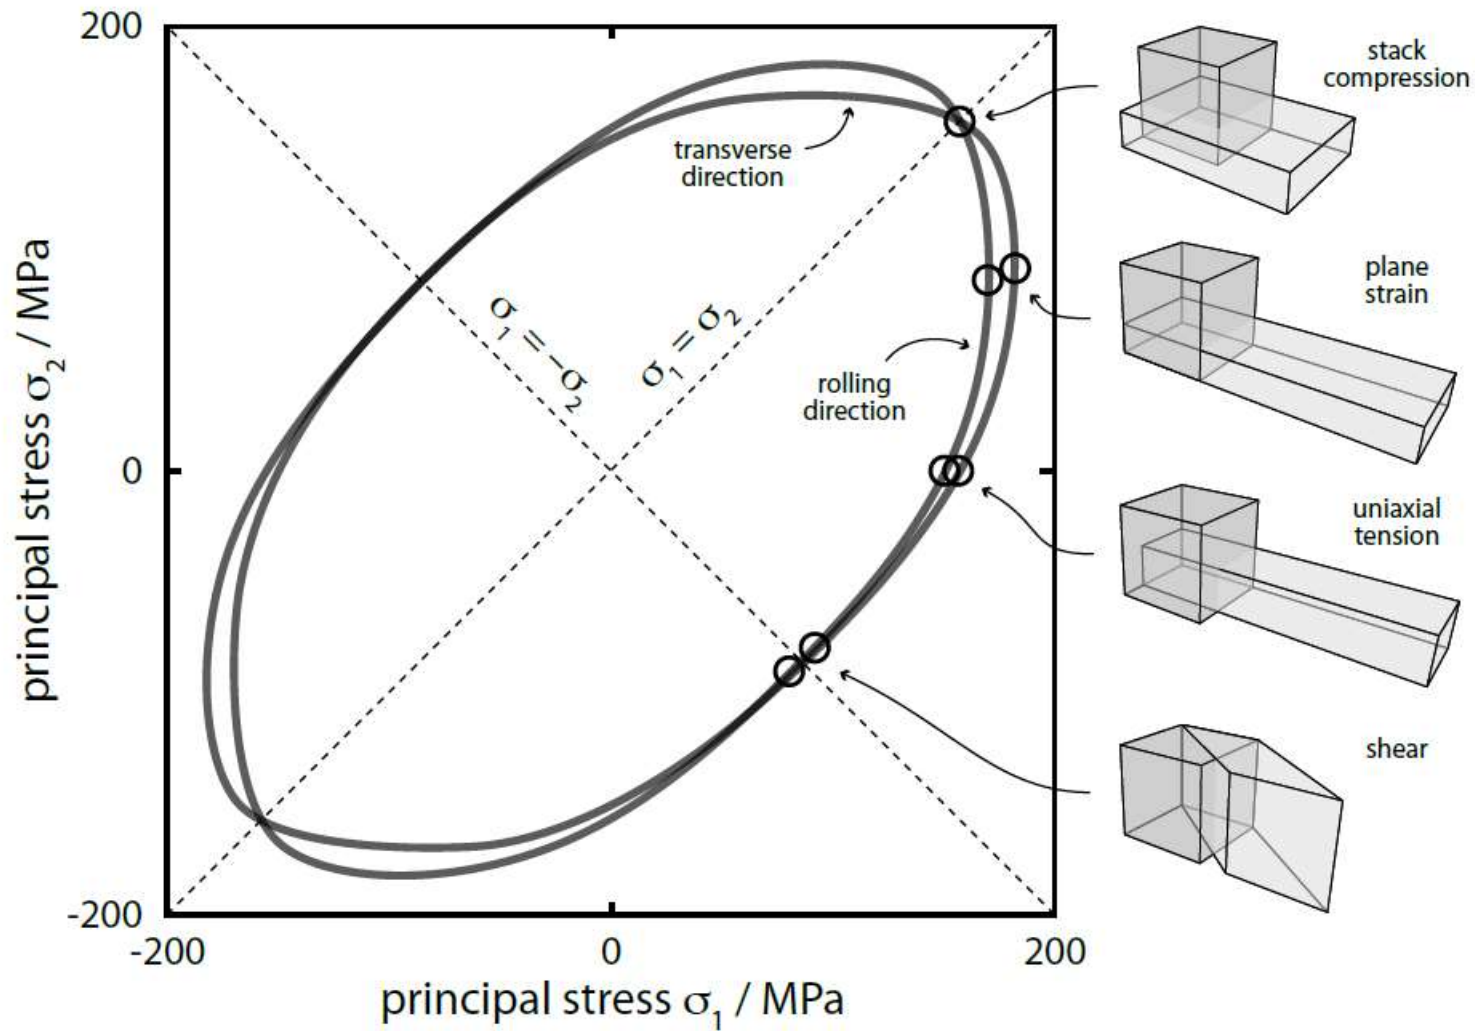 200
0
-200
-200
0
200
principal stress σ2 / MPa
principal stress σ1 / MPa
transverse
direction
σ1 = -σ2
σ1 = σ2
rolling
direction
stack
compression
plane
strain
uniaxial
tension
shear